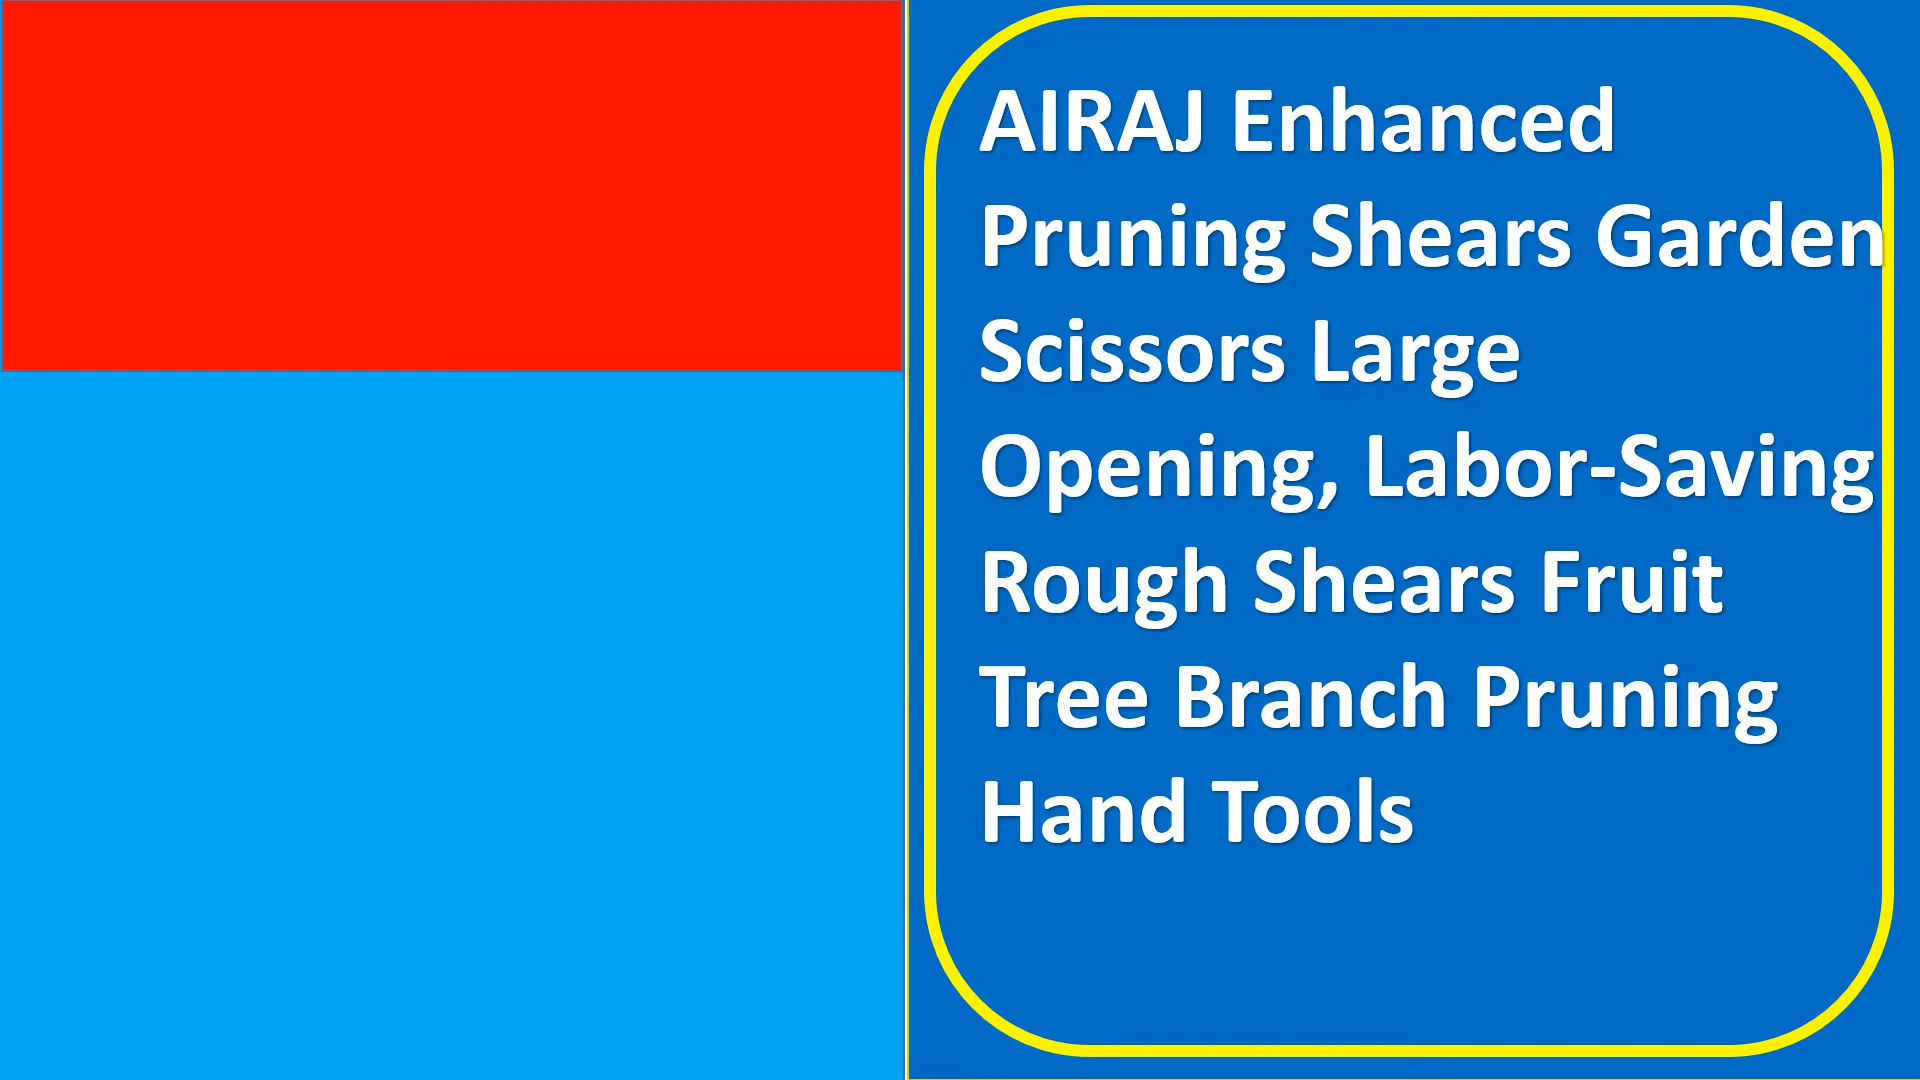 AIRAJ Enhanced
Pruning Shears Garden
Scissors Large
Opening, Labor-Saving
Rough Shears Fruit
Tree Branch Pruning
Hand Tools